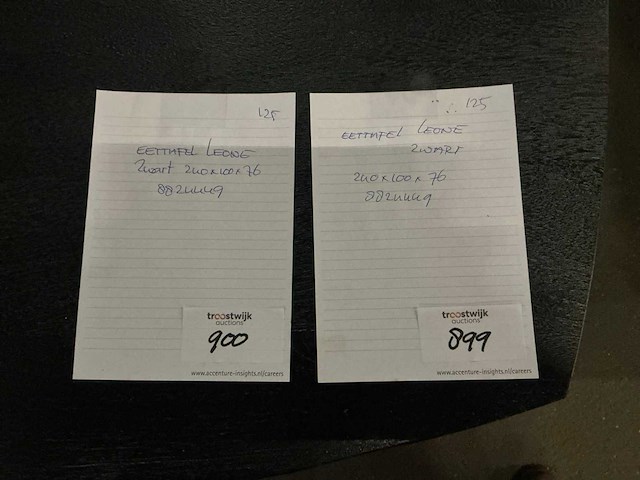 125
EETTAFEL LEONE
Zwart 240x100x76
8824449
troostwijk
auctions
900
www.accenture-insights.nl/careers
125
EETTAFEL LEONE
ZWART
240x100x76
8824449
troostwijk
auctions
899
www.accenture-insights.nl/careers